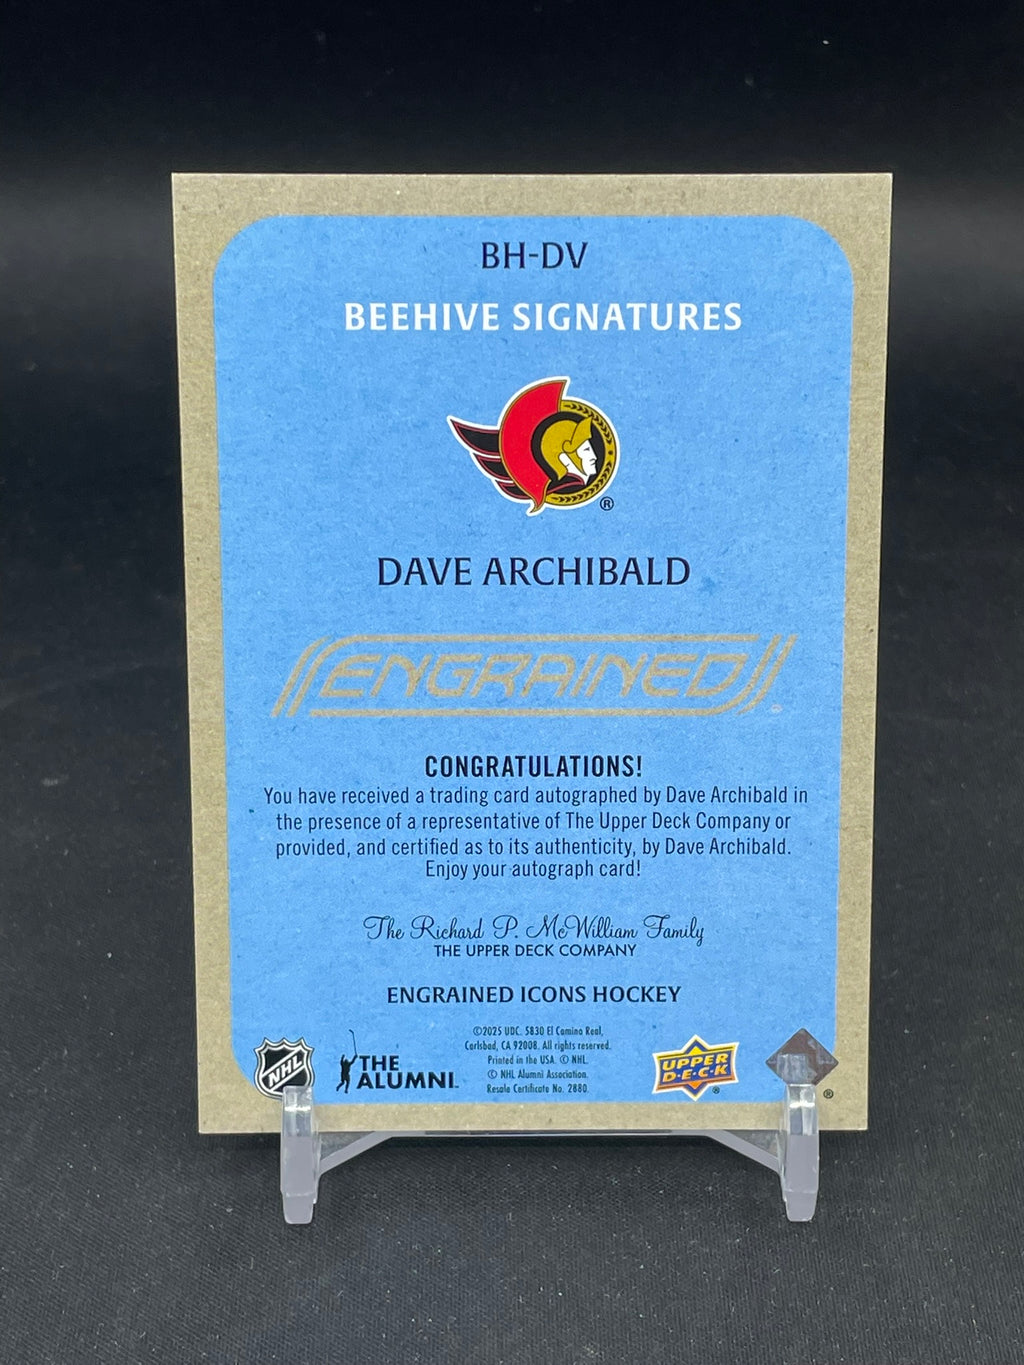 BH-DV
BEEHIVE SIGNATURES
®
DAVE ARCHIBALD
ENGRAINED
CONGRATULATIONS!
You have received a trading card autographed by Dave Archibald in
the presence of a representative of The Upper Deck Company or
provided, and certified as to its authenticity, by Dave Archibald.
Enjoy your autograph card!
The Richard P. McWilliam Family
THE UPPER DECK COMPANY
ENGRAINED ICONS HOCKEY
NHL
THE
ALUMNI
©2025 UDC. 5830 El Camino Real,
Carlsbad, CA 92008. All rights reserved.
Printed in the USA. © NHL.
© NHL Alumni Association.
Resale Certificate No. 2880.
UPPER
D•E•C•K
®
®